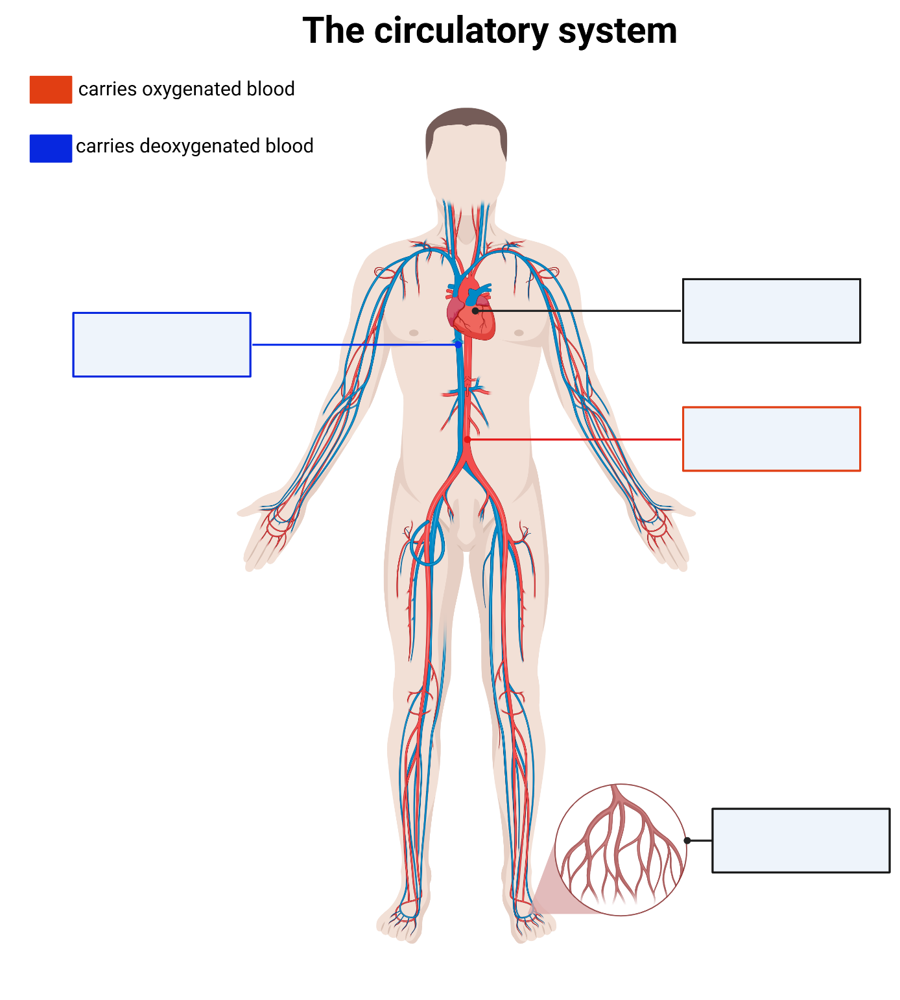 The circulatory system
carries oxygenated blood
carries deoxygenated blood